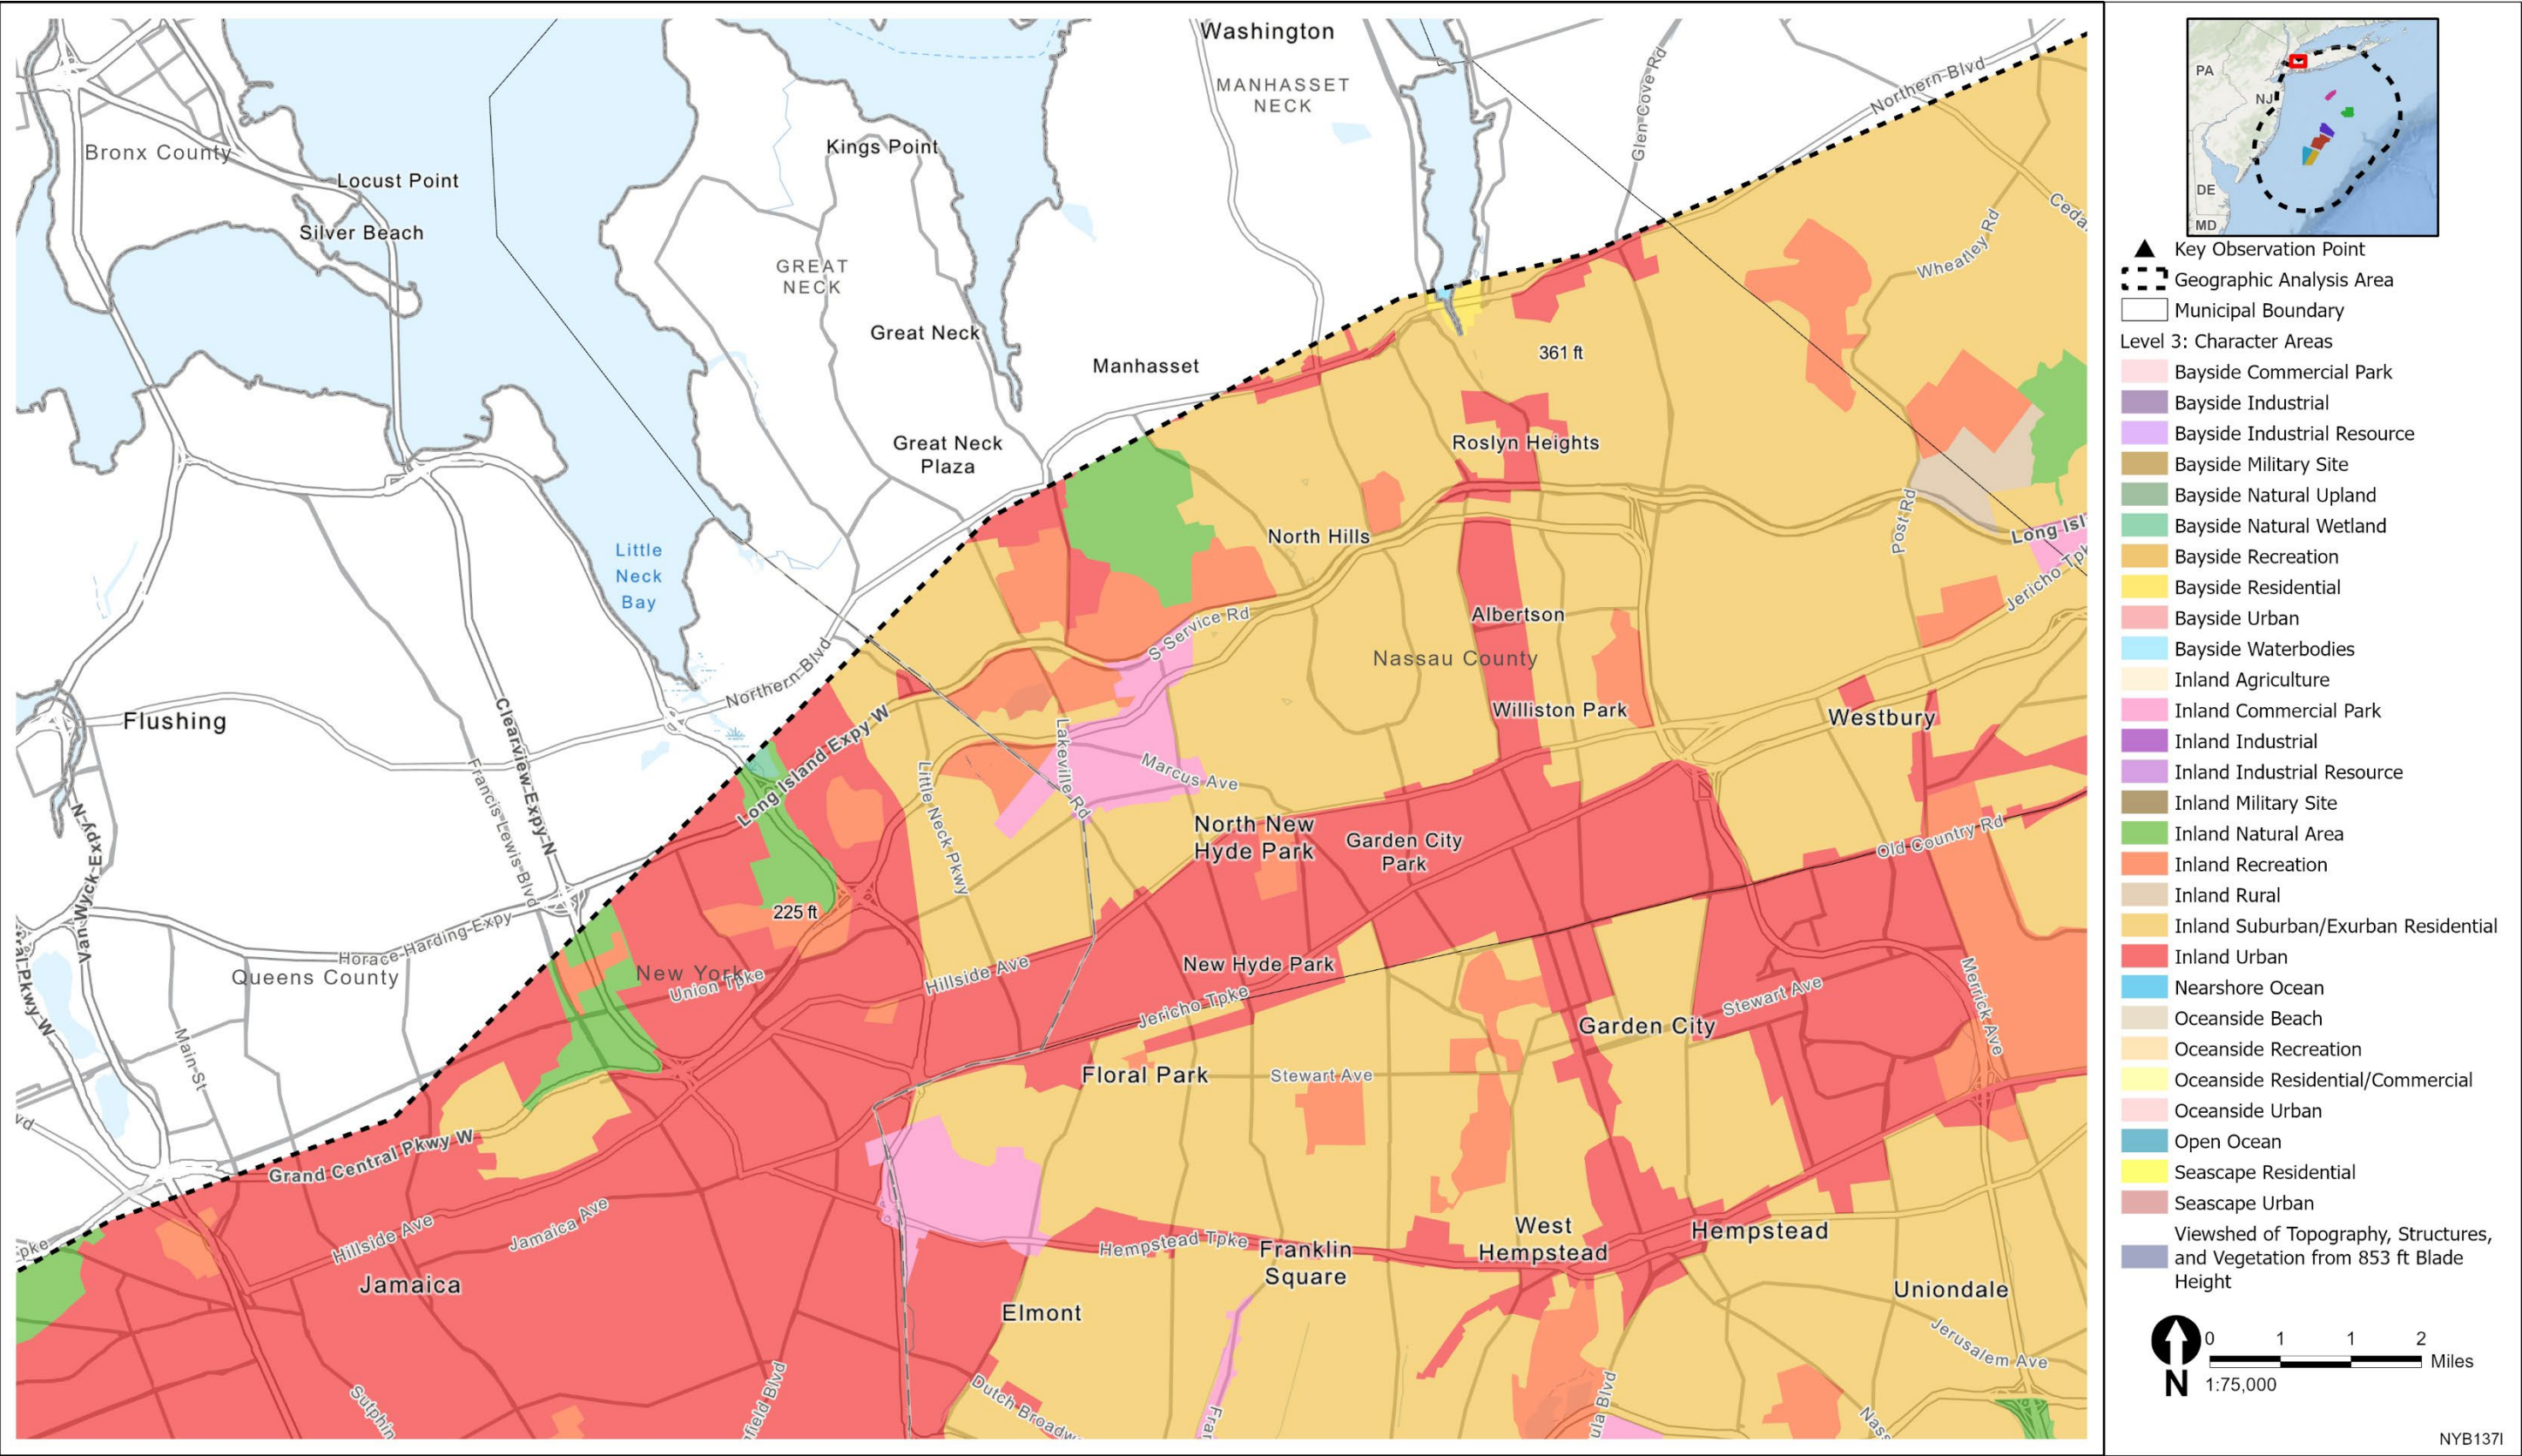 Washington
MANHASSET
NECK
Glen Cove Rd
Northern Blvd
Bronx County
Locust Point
Silver Beach
Kings Point
Wheatley Rd
GREAT
NECK
Great Neck
Manhasset
361 ft
Great Neck
Plaza
Roslyn Heights
Post Rd
Long Isl
Jericho Tpk
Little
Neck
Bay
North Hills
S Service Rd
Albertson
Nassau County
Northern Blvd
Flushing
Clearview Expy N
Francis Lewis Blvd
Long Island Expy W
Lakeville Rd
Marcus Ave
Williston Park
Westbury
Little Neck Pkwy
North New
Hyde Park
Garden City
Park
Old Country Rd
Van Wyck Expy N
225 ft
Horace Harding Expy
Queens County
New York
Union Tpke
Hillside Ave
New Hyde Park
Jericho Tpke
Stewart Ave
Merrick Ave
Garden City
Main St
Floral Park
Stewart Ave
Grand Central Pkwy W
Hillside Ave
Jamaica Ave
Jamaica
Hempstead Tpke
Franklin
Square
West
Hempstead
Hempstead
Uniondale
Elmont
Jerusalem Ave
Dutch Broadw
Sutphin
PA
NJ
DE
MD
Key Observation Point
Geographic Analysis Area
Municipal Boundary
Level 3: Character Areas
Bayside Commercial Park
Bayside Industrial
Bayside Industrial Resource
Bayside Military Site
Bayside Natural Upland
Bayside Natural Wetland
Bayside Recreation
Bayside Residential
Bayside Urban
Bayside Waterbodies
Inland Agriculture
Inland Commercial Park
Inland Industrial
Inland Industrial Resource
Inland Military Site
Inland Natural Area
Inland Recreation
Inland Rural
Inland Suburban/Exurban Residential
Inland Urban
Nearshore Ocean
Oceanside Beach
Oceanside Recreation
Oceanside Residential/Commercial
Oceanside Urban
Open Ocean
Seascape Residential
Seascape Urban
Viewshed of Topography, Structures,
and Vegetation from 853 ft Blade
Height
0 1 1 2
Miles
N
1:75,000
NYB137I